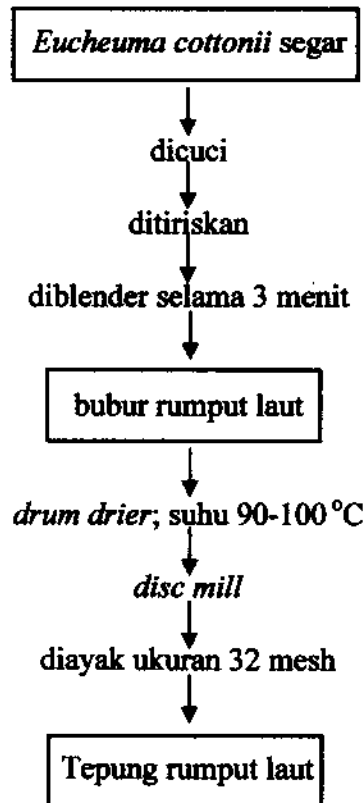 Eucheuma cottonii segar
dicuci
ditiriskan
diblender selama 3 menit
bubur rumput laut
drum drier; suhu 90-100 °C
disc mill
diayak ukuran 32 mesh
Tepung rumput laut